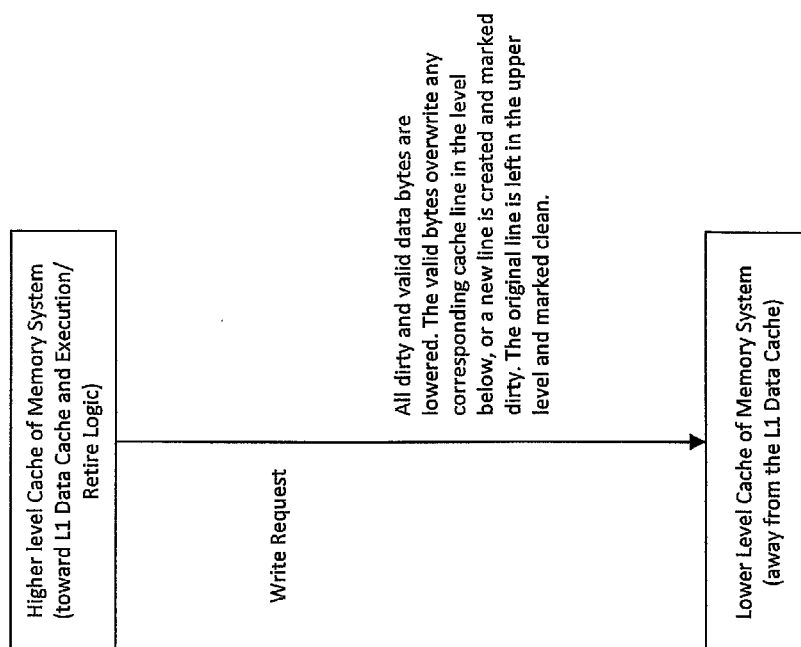 Higher level Cache of Memory System
(toward L1 Data Cache and Execution/
Retire Logic)
Write Request
All dirty and valid data bytes are
lowered. The valid bytes overwrite any
corresponding cache line in the level
below, or a new line is created and marked
dirty. The original line is left in the upper
level and marked clean.
Lower Level Cache of Memory System
(away from the L1 Data Cache)